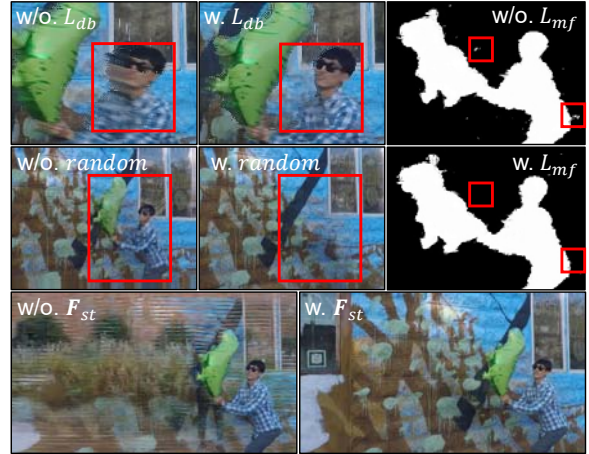 w/o. L_db
w. L_db
w/o. L_mf
w/o. random
w. random
w. L_mf
w/o. F_st
w. F_st